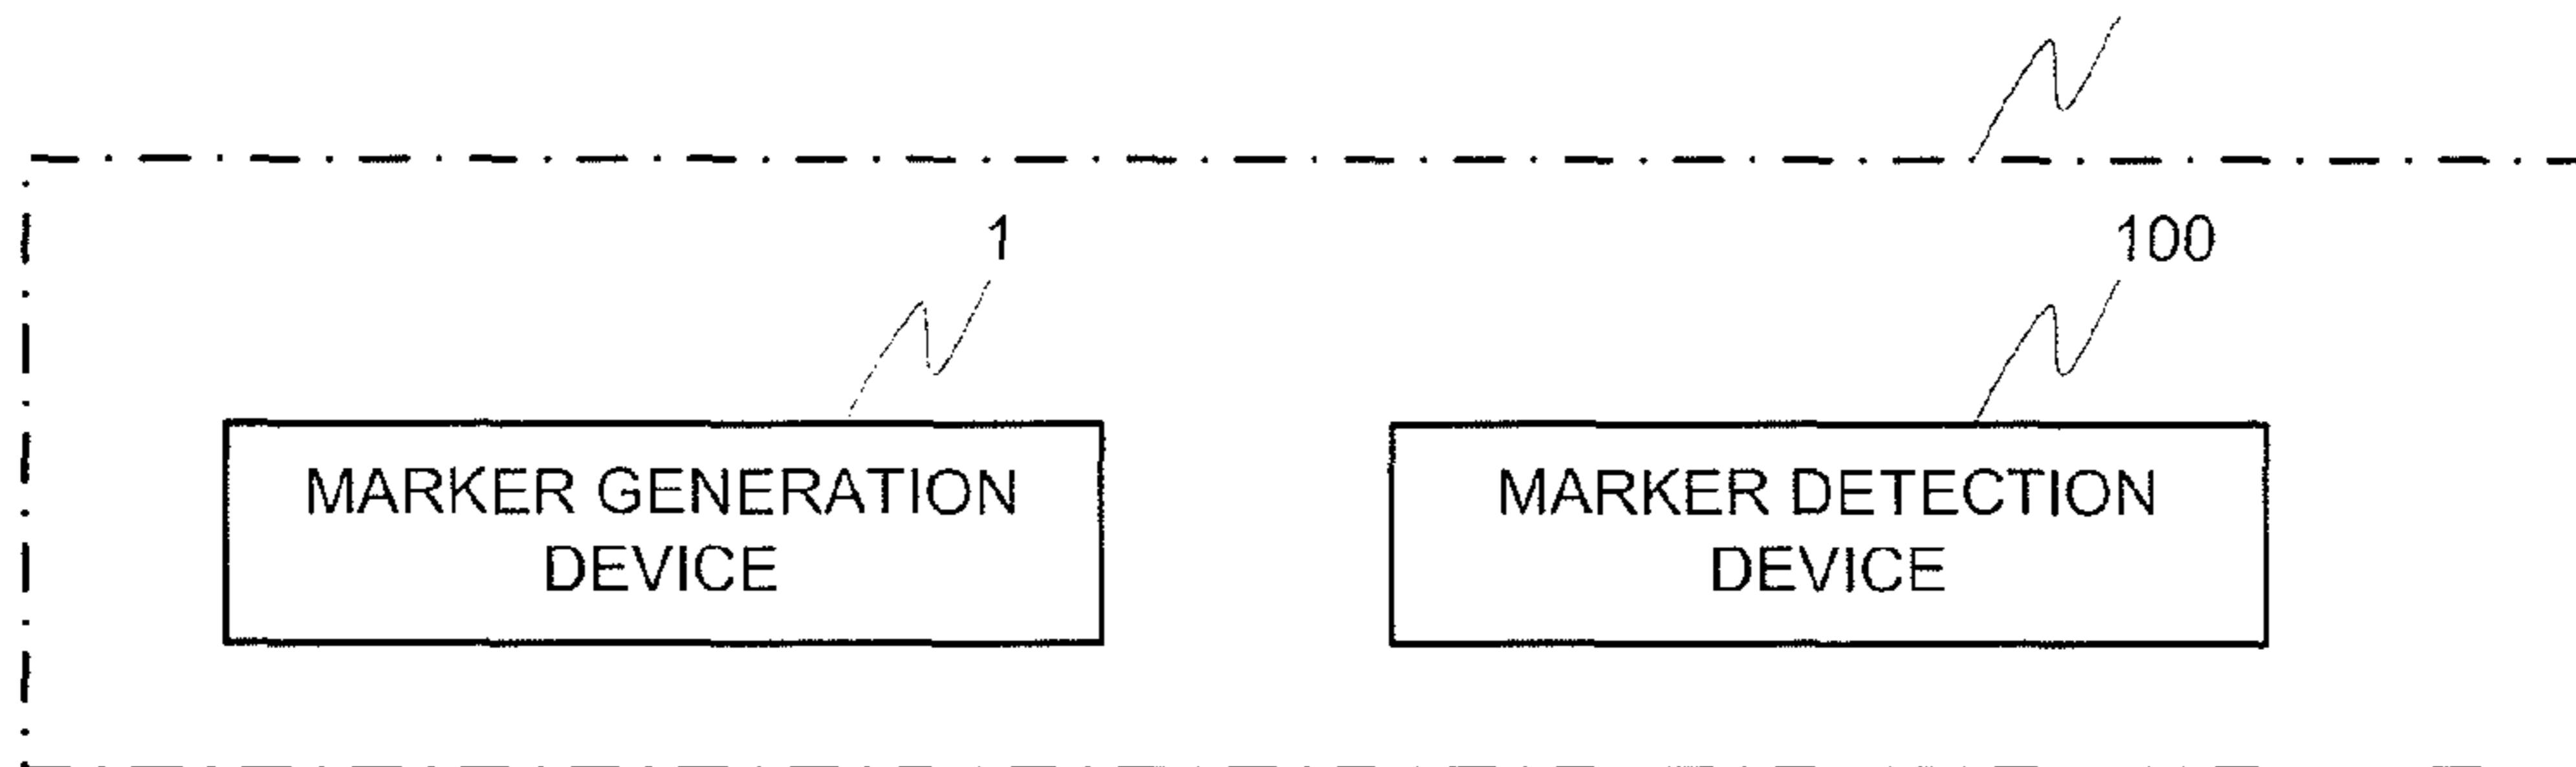 1
100
MARKER GENERATION
DEVICE
MARKER DETECTION
DEVICE